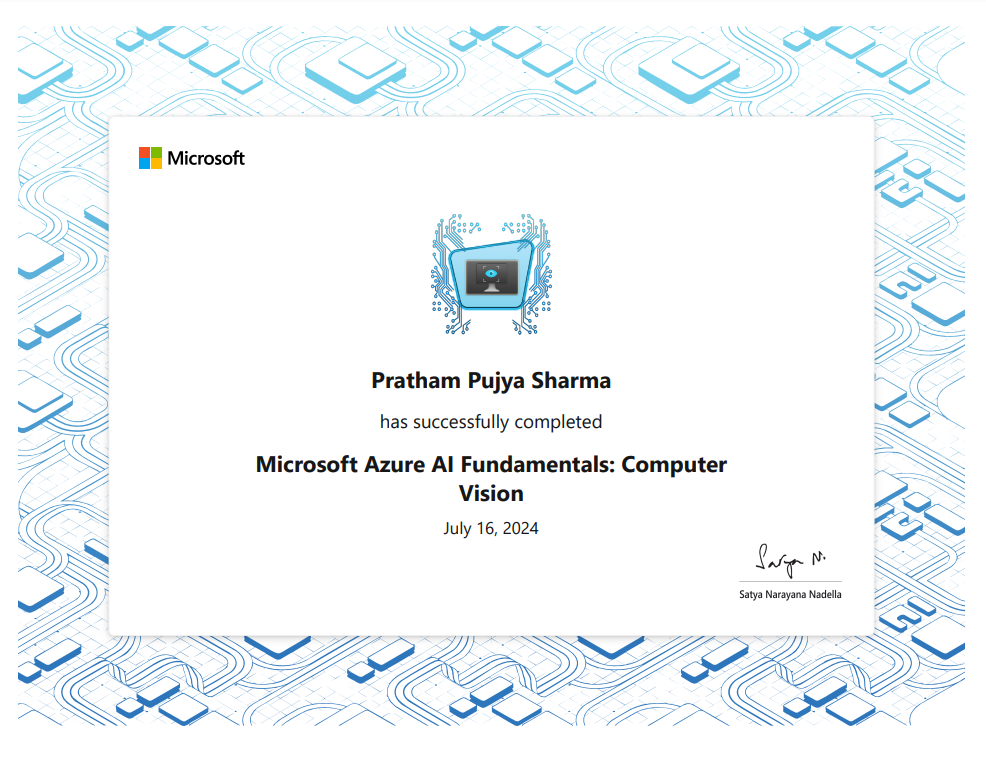 Microsoft
Pratham Pujya Sharma
has successfully completed
Microsoft Azure AI Fundamentals: Computer
Vision
July 16, 2024
Satya N.
Satya Narayana Nadella